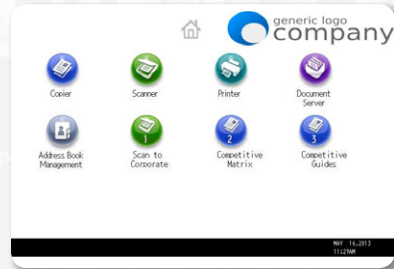 generic logo
company
Copier
Scanner
Printer
Document
Server
Address Book
Management
1
Scan to
Corporate
2
Competitive
Matrix
3
Competitive
Guides
MAY 16,2013
11:29AM